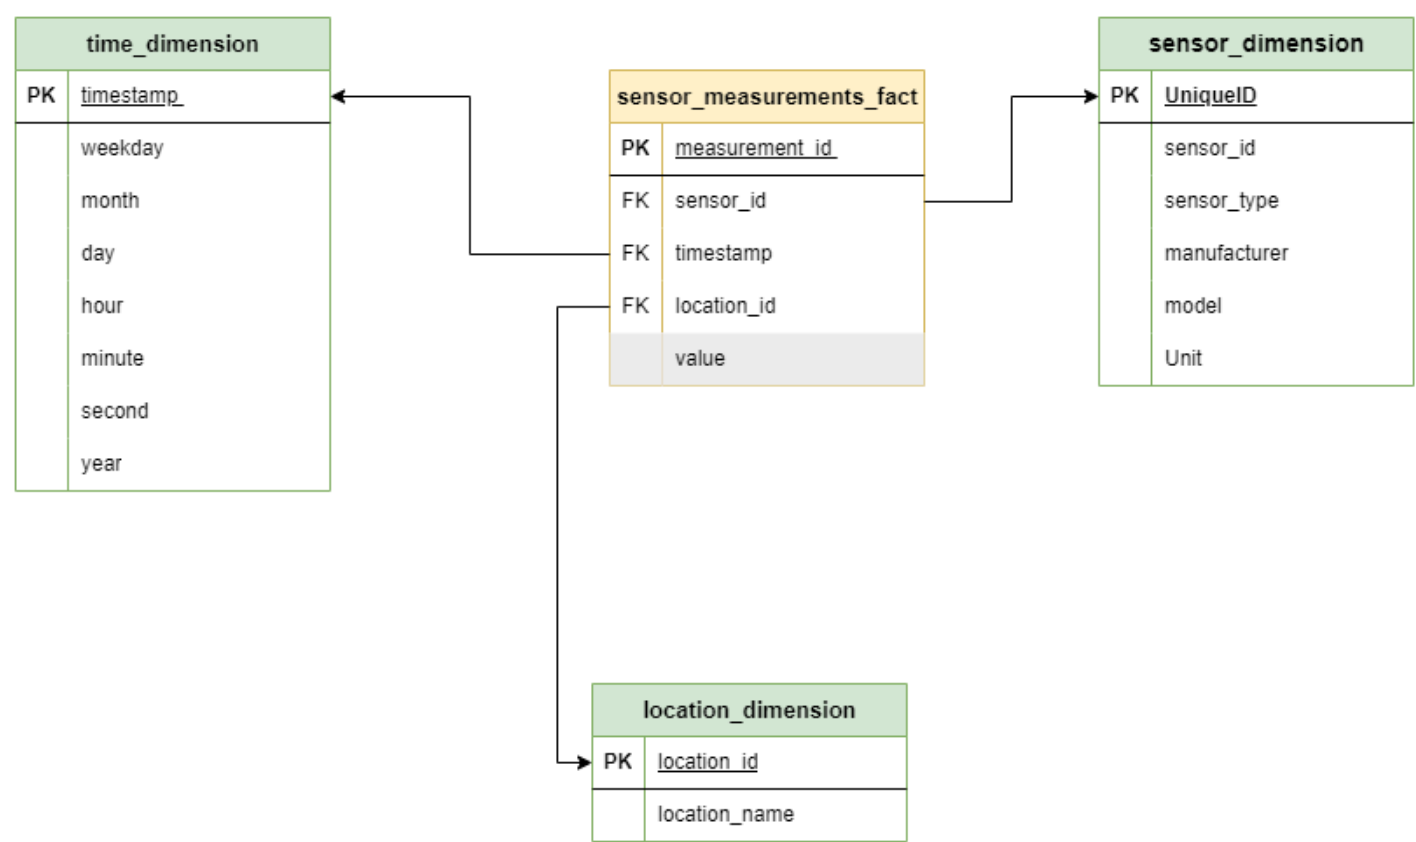 time_dimension
PK timestamp
weekday
month
day
hour
minute
second
year
sensor_measurements_fact
PK measurement_id
FK sensor_id
FK timestamp
FK location_id
value
sensor_dimension
PK UniqueID
sensor_id
sensor_type
manufacturer
model
Unit
location_dimension
PK location_id
location_name